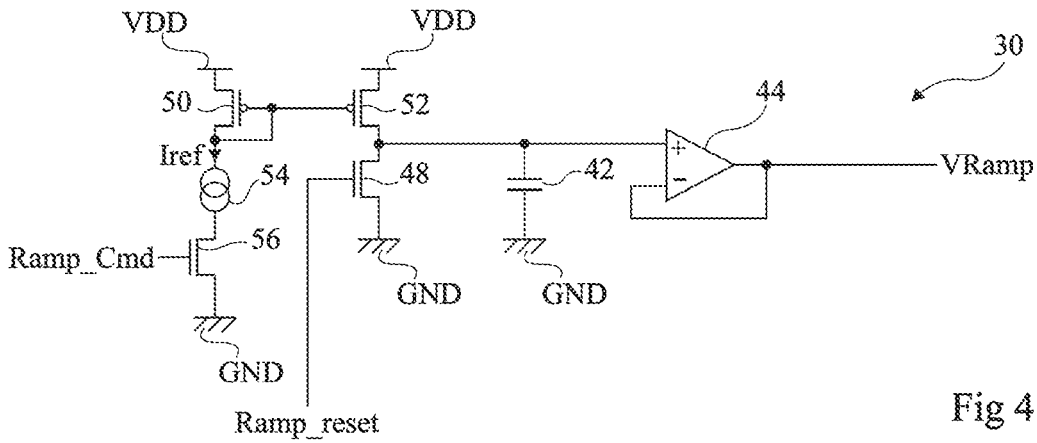 VDD
VDD
30
50
52
44
Iref
54
48
42
VRamp
56
Ramp_Cmd
GND
GND
GND
Ramp_reset
Fig 4
+
-